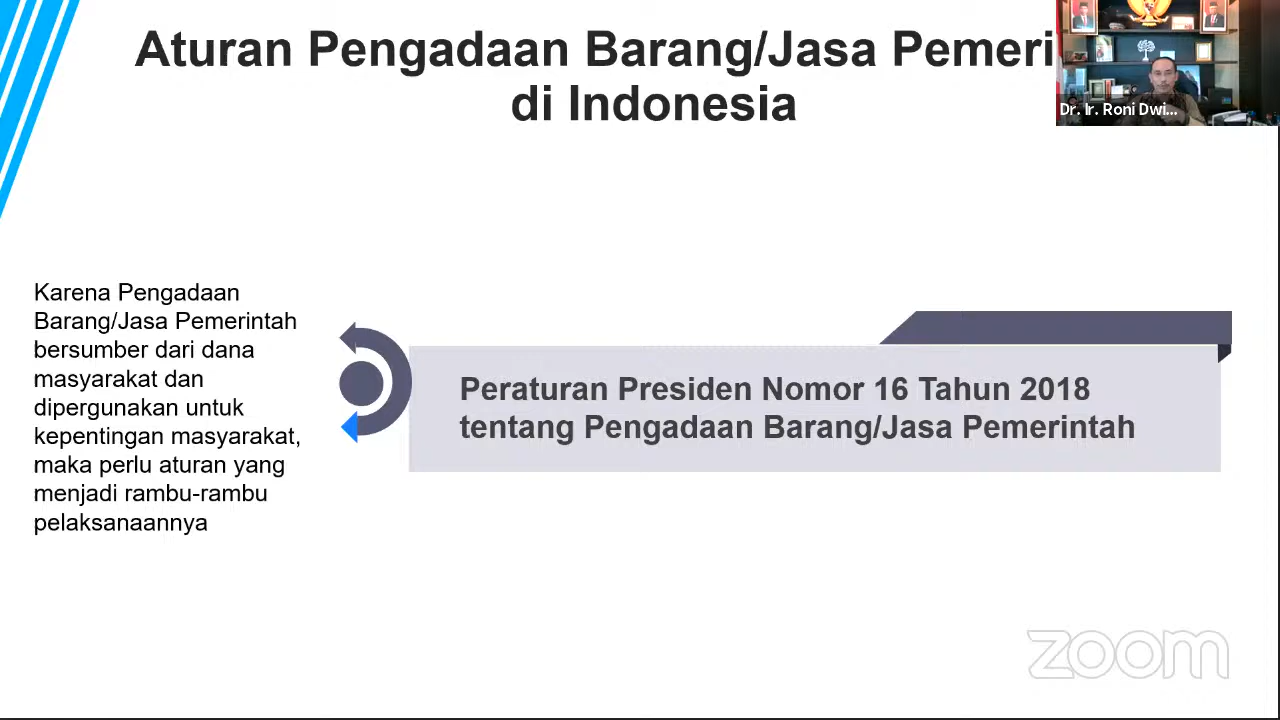 Aturan Pengadaan Barang/Jasa Pemeri
di Indonesia
Dr. Ir. Roni Dwi...
Karena Pengadaan
Barang/Jasa Pemerintah
bersumber dari dana
masyarakat dan
dipergunakan untuk
kepentingan masyarakat,
maka perlu aturan yang
menjadi rambu-rambu
pelaksanaannya
Peraturan Presiden Nomor 16 Tahun 2018
tentang Pengadaan Barang/Jasa Pemerintah
zoom